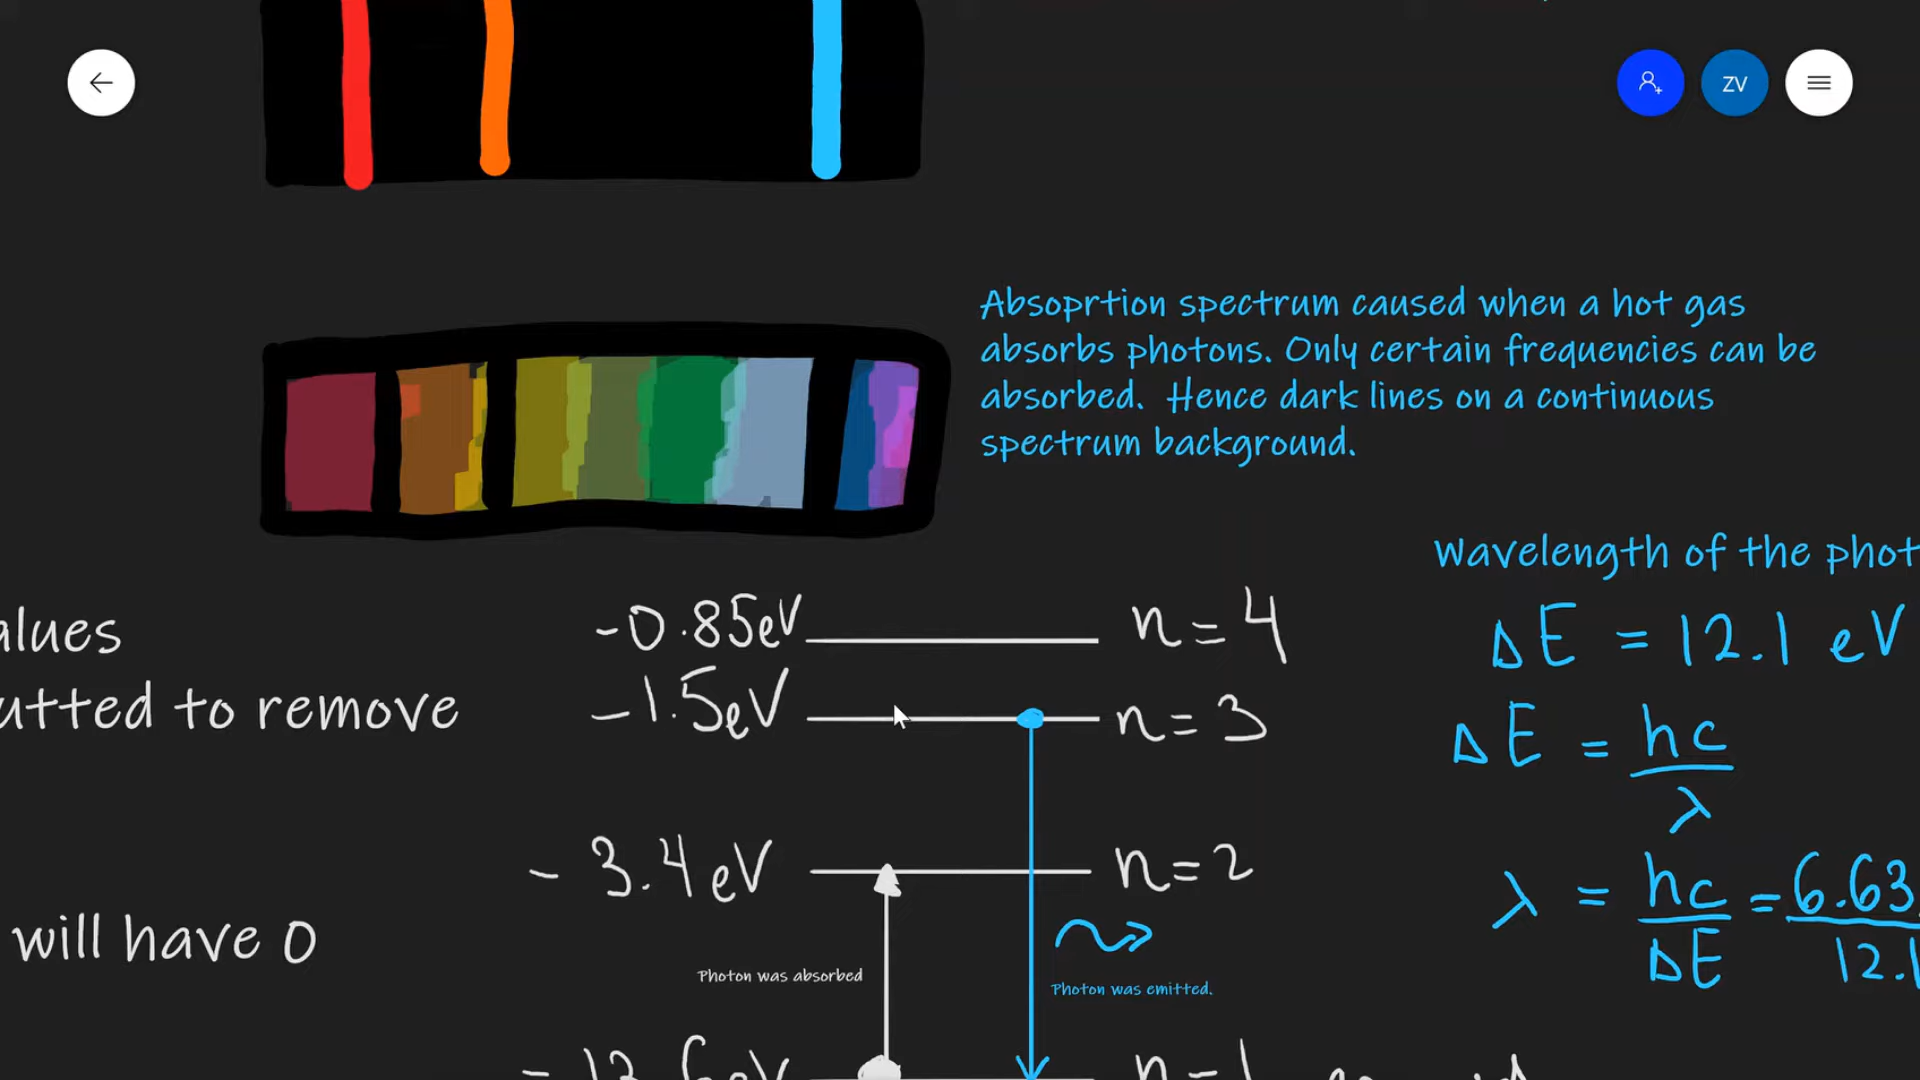 ZV
Absoprtion spectrum caused when a hot gas
absorbs photons. Only certain frequencies can be
absorbed. Hence dark lines on a continuous
spectrum background.
Wavelength of the phot
alues
-0.85eV n=4
ΔE = 12.1 eV
utted to remove
-1.5eV n=3
ΔE = hc/λ
- 3.4eV n=2
λ = hc/ΔE = 6.63/12.1
will have 0
Photon was absorbed
Photon was emitted.
-13.6eV n=1